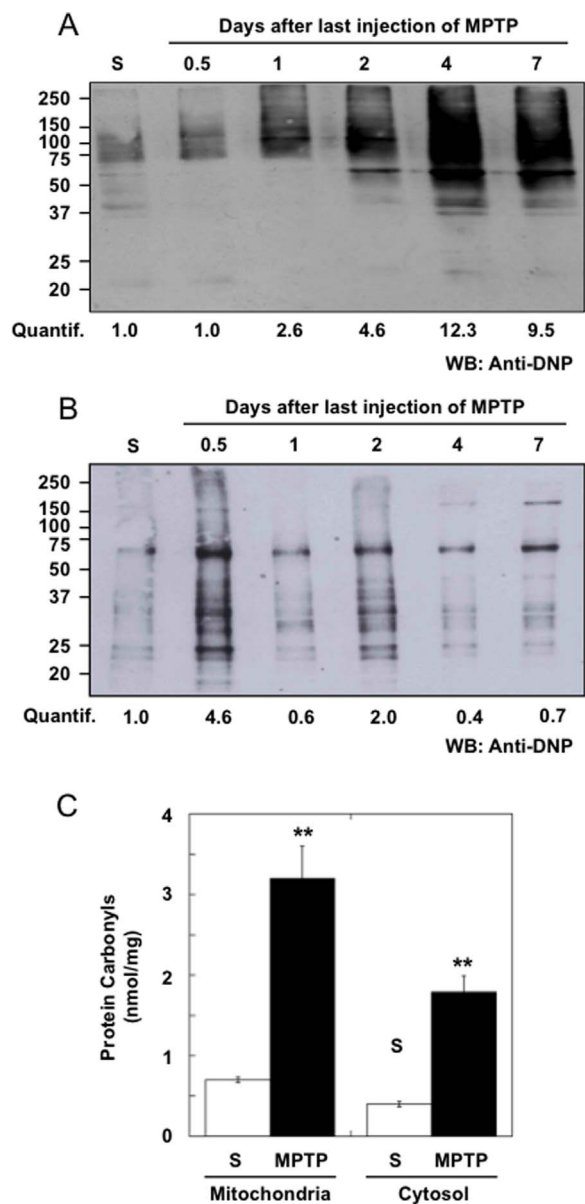 A
Days after last injection of MPTP
S 0.5 1 2 4 7
250
150
100
75
50
37
25
20
Quantif. 1.0 1.0 2.6 4.6 12.3 9.5
WB: Anti-DNP
B
Days after last injection of MPTP
S 0.5 1 2 4 7
250
150
100
75
50
37
25
20
Quantif. 1.0 4.6 0.6 2.0 0.4 0.7
WB: Anti-DNP
C
Protein Carbonyls
(nmol/mg)
4
3
2
1
0
**
**
S
S MPTP S MPTP
Mitochondria Cytosol